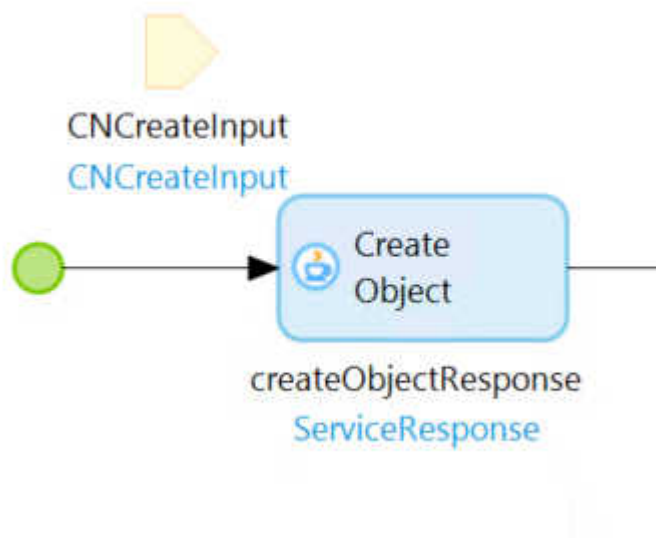 CNCreateInput
CNCreateInput
Create
Object
createObjectResponse
ServiceResponse